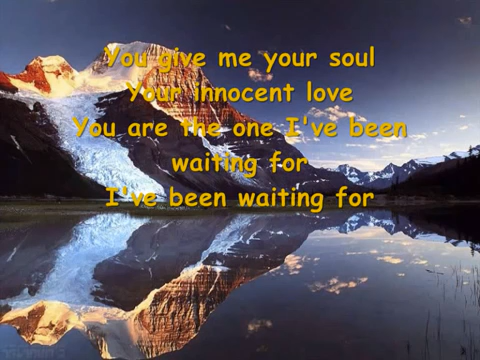 You give me your soul
Your innocent love
You are the one I've been
waiting for
I've been waiting for